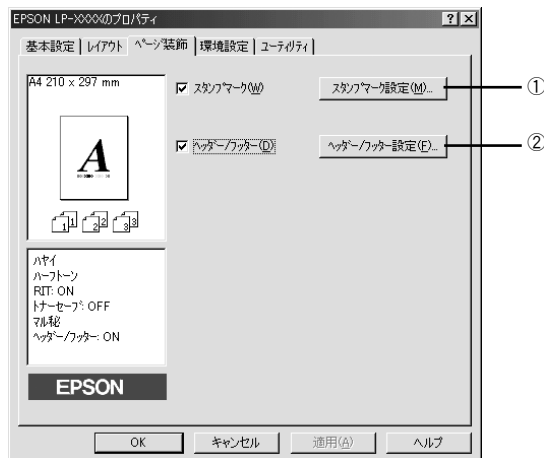 EPSON LP-XXXXのプロパティ
基本設定 レイアウト ページ装飾 環境設定 ユーティリティ
A4 210 x 297 mm
スタンプマーク(W)
スタンプマーク設定(M)...
①
ヘッダー/フッター(D)
ヘッダー/フッター設定(F)...
②
A
1 1 2 2 3 3
ハヤイ
ハーフトーン
RIT: ON
トナーセーブ: OFF
マル秘
ヘッダー/フッター: ON
EPSON
OK キャンセル 適用(A) ヘルプ